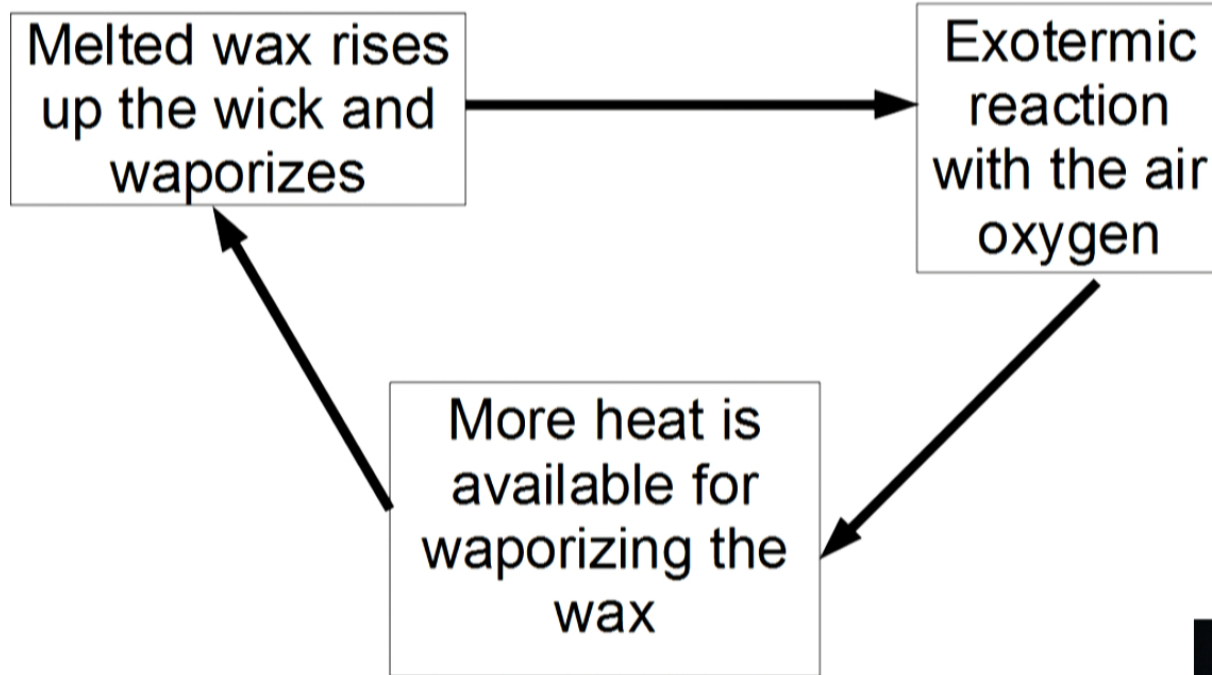 Melted wax rises
up the wick and
waporizes
Exotermic
reaction
with the air
oxygen
More heat is
available for
waporizing the
wax